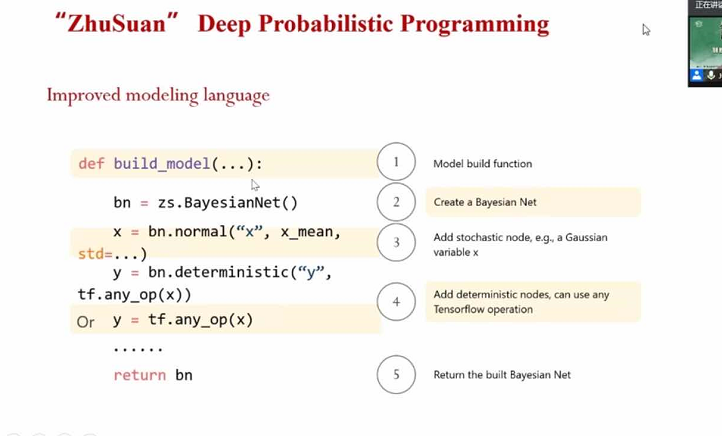 “ZhuSuan” Deep Probabilistic Programming
正在讲
Improved modeling language
def build_model(...):
1 Model build function
bn = zs.BayesianNet()
2 Create a Bayesian Net
x = bn.normal(“x”, x_mean,
std=...)
3 Add stochastic node, e.g., a Gaussian
variable x
y = bn.deterministic(“y”,
tf.any_op(x))
Or y = tf.any_op(x)
4 Add deterministic nodes, can use any
Tensorflow operation
......
return bn
5 Return the built Bayesian Net